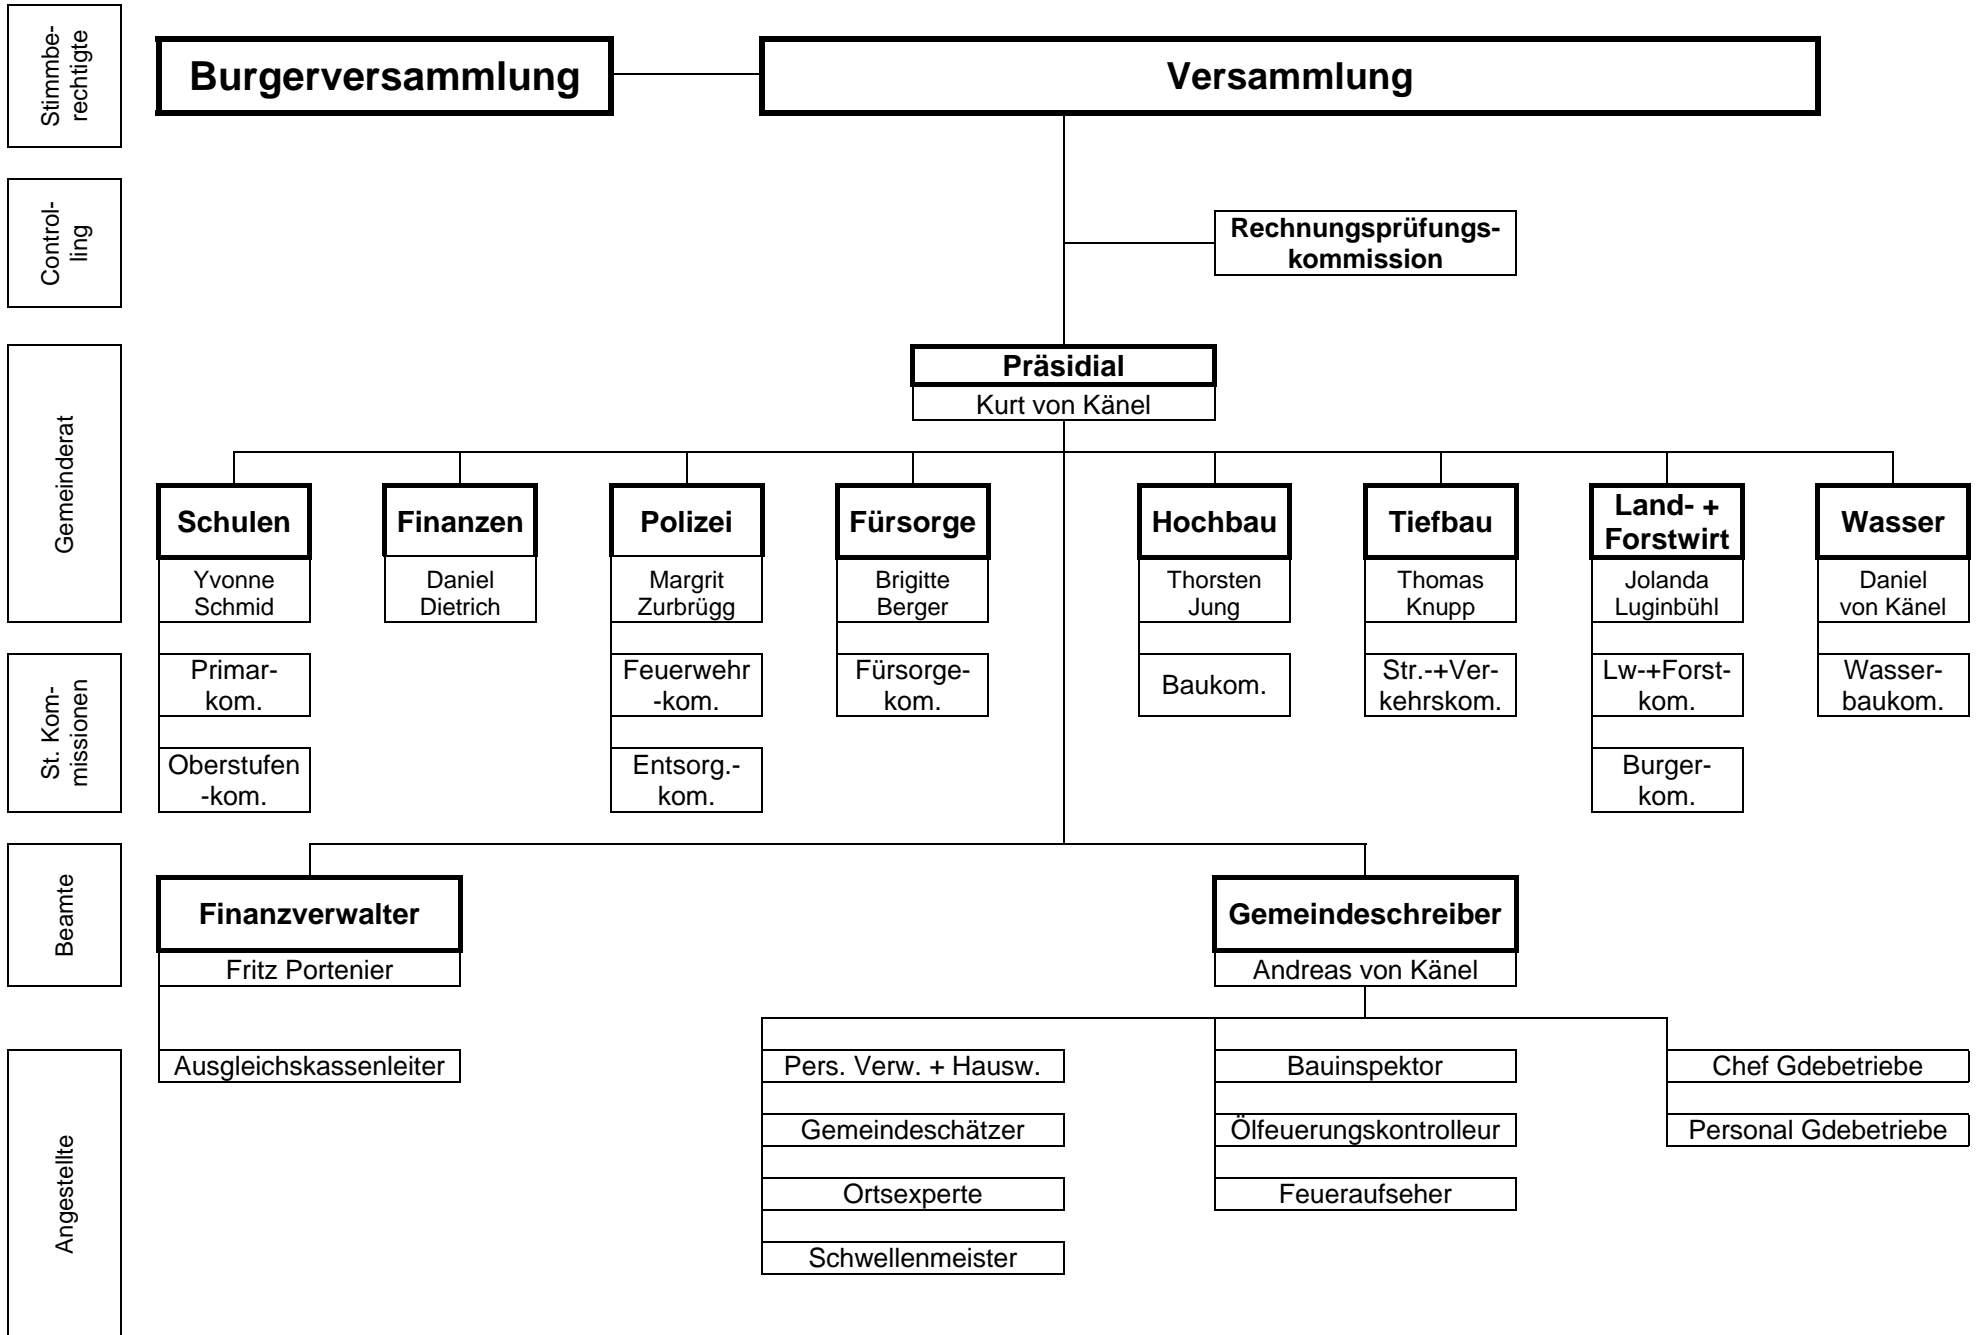 Stimmbe-
rechtigte
Burgerversammlung
Versammlung
Control-
ling
Rechnungsprüfungs-
kommission
Gemeinderat
Präsidial
Kurt von Känel
Schulen
Yvonne
Schmid
Finanzen
Daniel
Dietrich
Polizei
Margrit
Zurbrügg
Fürsorge
Brigitte
Berger
Hochbau
Thorsten
Jung
Tiefbau
Thomas
Knupp
Land- +
Forstwirt
Jolanda
Luginbühl
Wasser
Daniel
von Känel
St. Kom-
missionen
Primar-
kom.
Oberstufen
-kom.
Feuerwehr
-kom.
Entsorg.-
kom.
Fürsorge-
kom.
Baukom.
Str.-+Ver-
kehrskom.
Lw-+Forst-
kom.
Burger-
kom.
Wasser-
baukom.
Beamte
Finanzverwalter
Fritz Portenier
Gemeindeschreiber
Andreas von Känel
Angestellte
Ausgleichskassenleiter
Pers. Verw. + Hausw.
Gemeindeschätzer
Ortsexperte
Schwellenmeister
Bauinspektor
Ölfeuerungskontrolleur
Feueraufseher
Chef Gdebetriebe
Personal Gdebetriebe